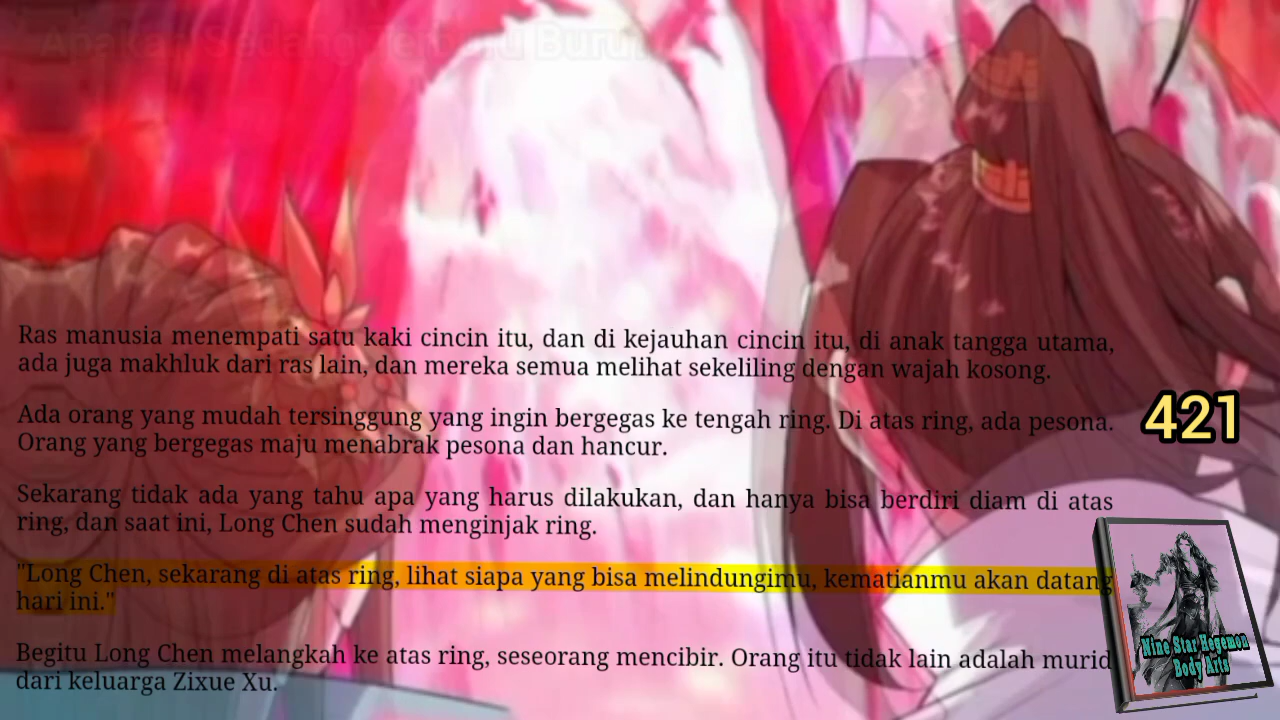 Ras manusia menempati satu kaki cincin itu, dan di kejauhan cincin itu, di anak tangga utama,
ada juga makhluk dari ras lain, dan mereka semua melihat sekeliling dengan wajah kosong.
Ada orang yang mudah tersinggung yang ingin bergegas ke tengah ring. Di atas ring, ada pesona.
Orang yang bergegas maju menabrak pesona dan hancur.
421
Sekarang tidak ada yang tahu apa yang harus dilakukan, dan hanya bisa berdiri diam di atas
ring, dan saat ini, Long Chen sudah menginjak ring.
"Long Chen, sekarang di atas ring, lihat siapa yang bisa melindungimu, kematianmu akan datang
hari ini."
Begitu Long Chen melangkah ke atas ring, seseorang mencibir. Orang itu tidak lain adalah murid
dari keluarga Zixue Xu.
Nine Star Hegemon
Body Arts